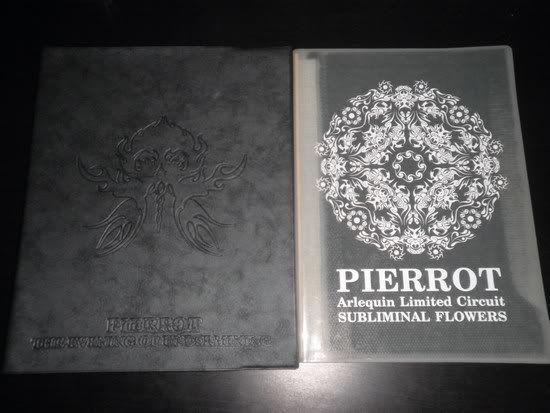 PIERROT
PIERROT
Arlequin Limited Circuit
SUBLIMINAL FLOWERS